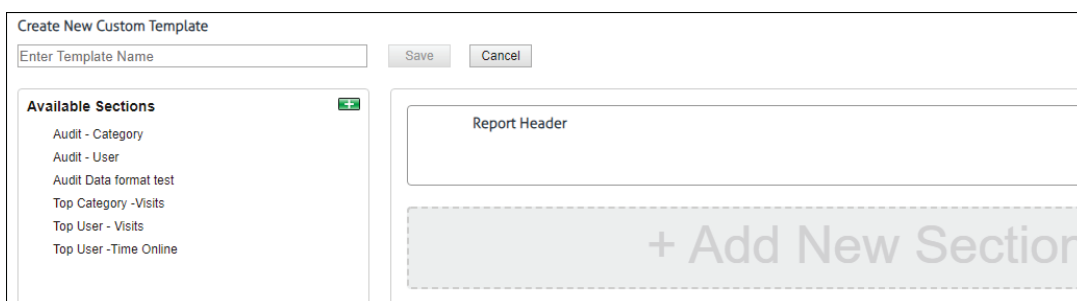 Create New Custom Template
Enter Template Name
Save
Cancel
Available Sections
Audit - Category
Audit - User
Audit Data format test
Top Category -Visits
Top User - Visits
Top User -Time Online
Report Header
+ Add New Section